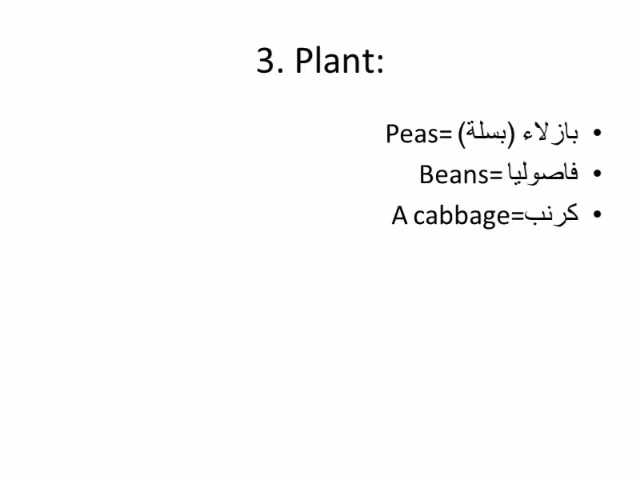 3. Plant:
• بازلاء (بسلة) =Peas
• فاصوليا =Beans
• كرنب=A cabbage